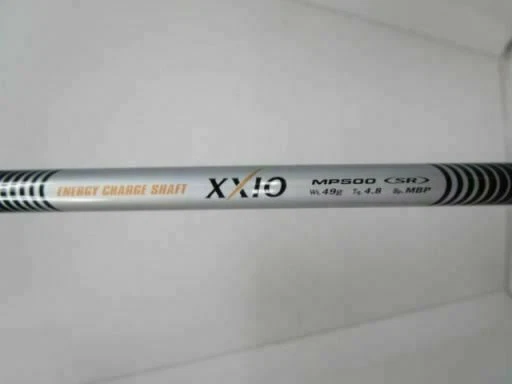 ENERGY CHARGE SHAFT XXIO MP500 SR
Wt. 49g Tq. 4.8 Bp. MBP